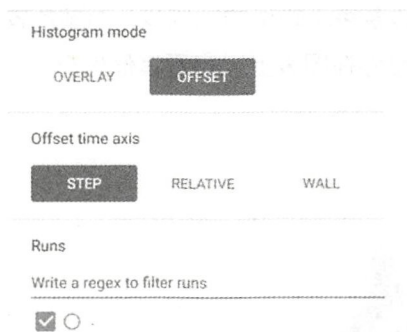 Histogram mode
OVERLAY OFFSET
Offset time axis
STEP RELATIVE WALL
Runs
Write a regex to filter runs
.